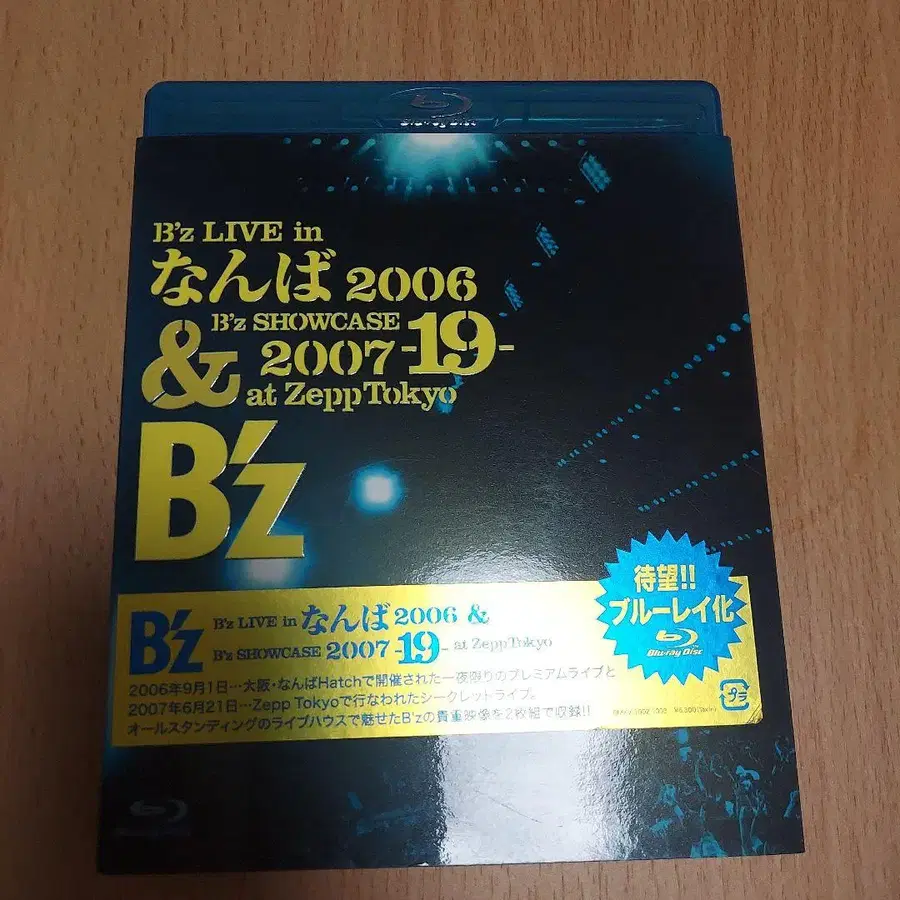 Blu-ray Disc
B'z LIVE in
なんば 2006
& B'z SHOWCASE
2007 -19-
at Zepp Tokyo
B'z
待望!!
ブルーレイ化
Blu-ray Disc
B'z
B'z LIVE in なんば 2006 &
B'z SHOWCASE 2007 -19- at Zepp Tokyo
2006年9月1日…大阪・なんばHatchで開催された一夜限りのプレミアムライブと
2007年6月21日…Zepp Tokyoで行なわれたシークレットライブ。
オールスタンディングのライブハウスで魅せたB'zの貴重映像を2枚組で収録!!
プラ